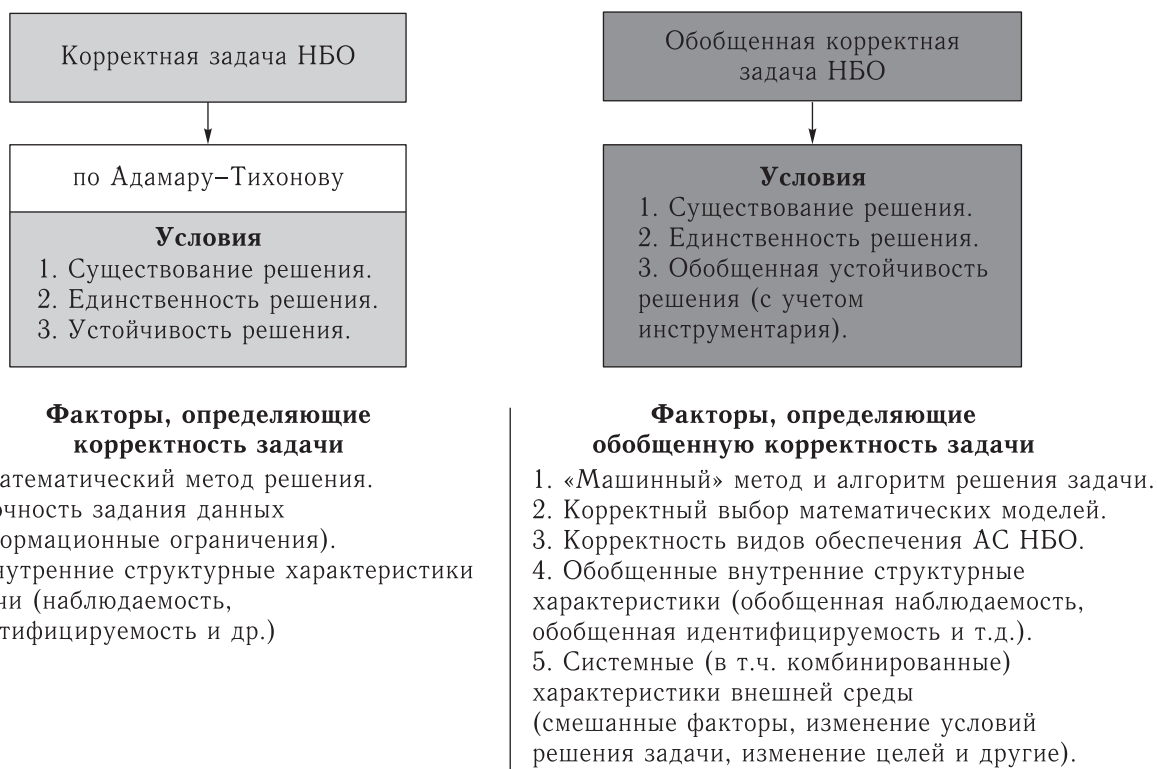 Корректная задача НБО
по Адамару–Тихонову
Условия
1. Существование решения.
2. Единственность решения.
3. Устойчивость решения.
Обобщенная корректная
задача НБО
Условия
1. Существование решения.
2. Единственность решения.
3. Обобщенная устойчивость
решения (с учетом
инструментария).
Факторы, определяющие
корректность задачи
атематический метод решения.
очность задания данных
ормационные ограничения).
нутренние структурные характеристики
чи (наблюдаемость,
тифицируемость и др.)
Факторы, определяющие
обобщенную корректность задачи
1. «Машинный» метод и алгоритм решения задачи.
2. Корректный выбор математических моделей.
3. Корректность видов обеспечения АС НБО.
4. Обобщенные внутренние структурные
характеристики (обобщенная наблюдаемость,
обобщенная идентифицируемость и т.д.).
5. Системные (в т.ч. комбинированные)
характеристики внешней среды
(смешанные факторы, изменение условий
решения задачи, изменение целей и другие).